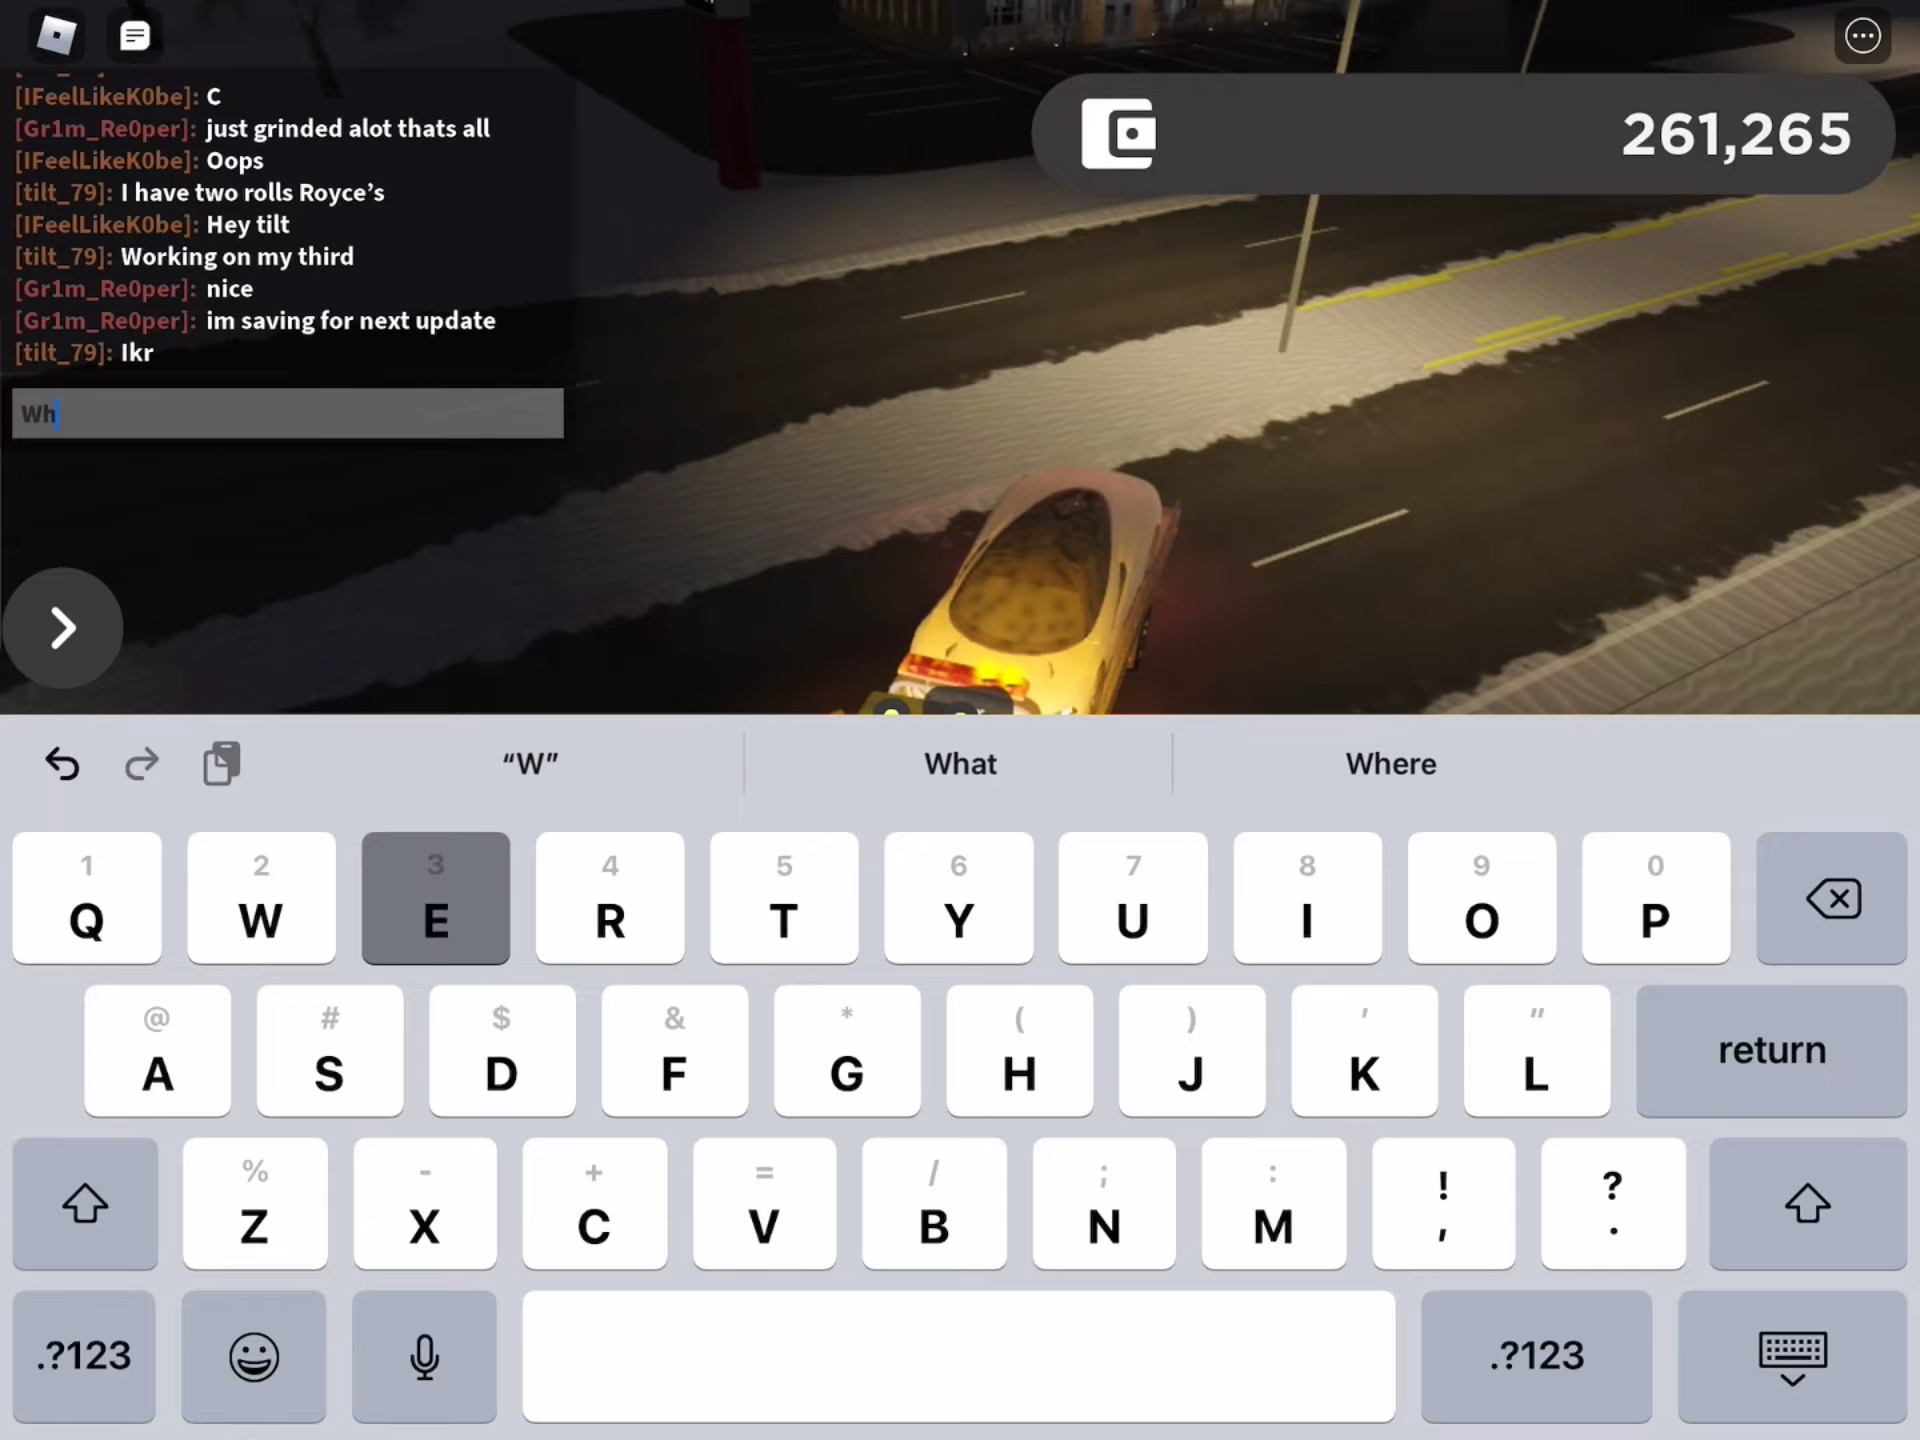 [IFeelLikeK0be]: C
[Gr1m_Re0per]: just grinded alot thats all
[IFeelLikeK0be]: Oops
[tilt_79]: I have two rolls Royce’s
[IFeelLikeK0be]: Hey tilt
[tilt_79]: Working on my third
[Gr1m_Re0per]: nice
[Gr1m_Re0per]: im saving for next update
[tilt_79]: Ikr
Wh
261,265
“W” What Where
1 2 3 4 5 6 7 8 9 0
Q W E R T Y U I O P
@ # $ & * ( ) ' "
A S D F G H J K L return
% - + = / ; : ! ?
Z X C V B N M , .
.?123 .?123